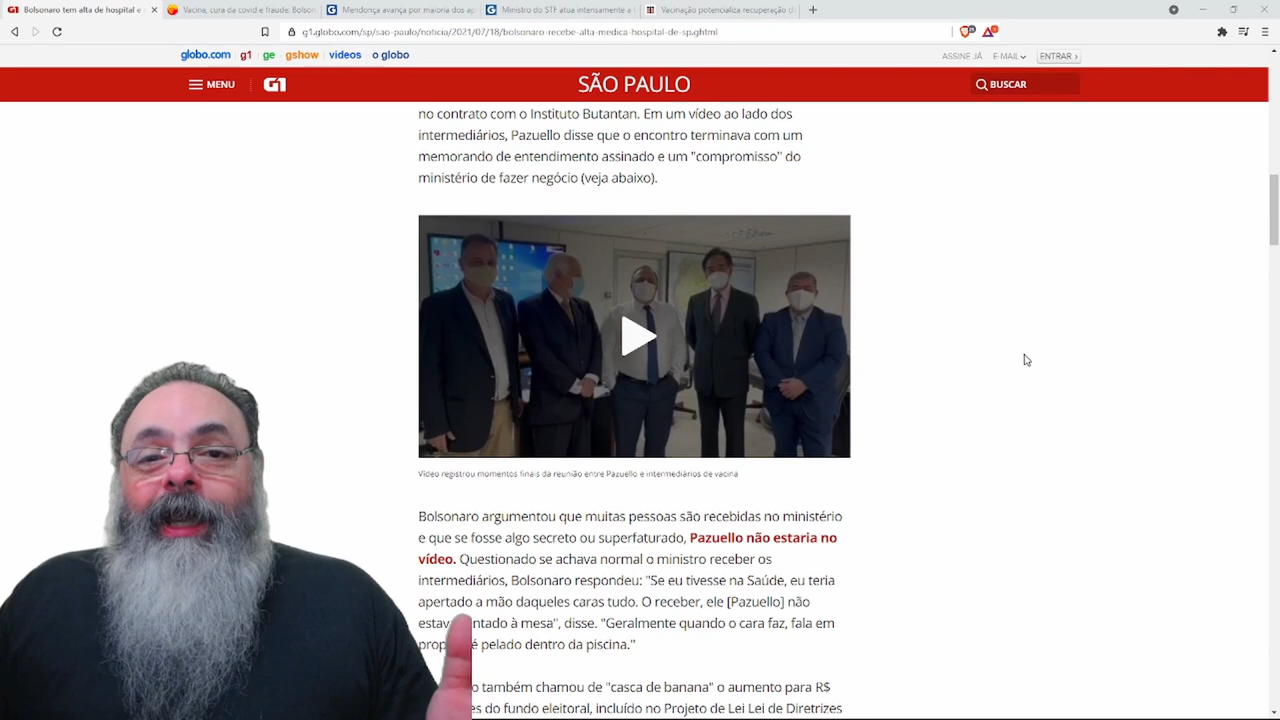 Bolsonaro tem alta de hospital e
Vacina, cura da covid e fraude: Bolson
Mendonça avança por maioria dos
Ministro do STF atua intensamente a
Vacinação potencializa recuperação d
g1.globo.com/sp/sao-paulo/noticia/2021/07/18/bolsonaro-recebe-alta-medica-hospital-de-sp.ghtml
globo.com g1 ge gshow videos o globo
ASSINE JÁ E-MAIL ENTRAR ›
MENU G1 SÃO PAULO BUSCAR
no contrato com o Instituto Butantan. Em um vídeo ao lado dos
intermediários, Pazuello disse que o encontro terminava com um
memorando de entendimento assinado e um "compromisso" do
ministério de fazer negócio (veja abaixo).
Vídeo registrou momentos finais da reunião entre Pazuello e intermediários de vacina
Bolsonaro argumentou que muitas pessoas são recebidas no ministério
e que se fosse algo secreto ou superfaturado, Pazuello não estaria no
vídeo. Questionado se achava normal o ministro receber os
intermediários, Bolsonaro respondeu: "Se eu tivesse na Saúde, eu teria
apertado a mão daqueles caras tudo. O receber, ele [Pazuello] não
estav ntado à mesa", disse. "Geralmente quando o cara faz, fala em
prop é pelado dentro da piscina."
o também chamou de "casca de banana" o aumento para R$
es do fundo eleitoral, incluído no Projeto de Lei Lei de Diretrizes